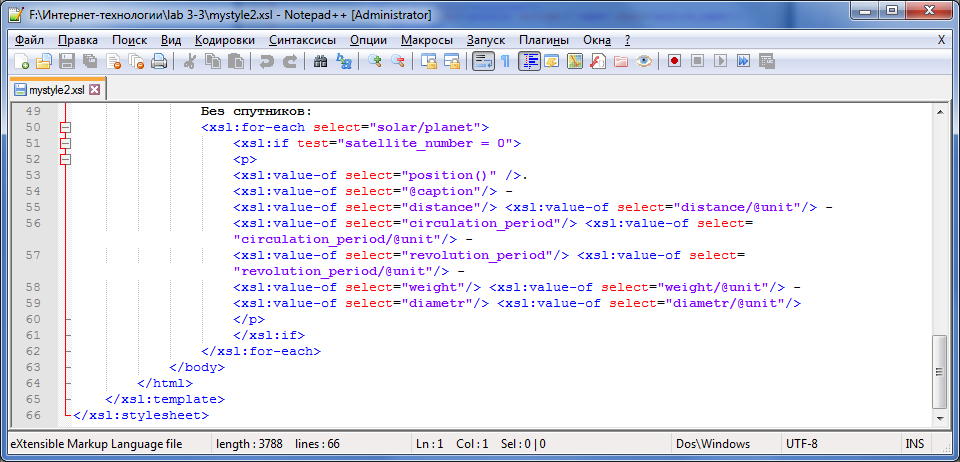 F:\Интернет-технологии\lab 3-3\mystyle2.xsl - Notepad++ [Administrator]
Файл Правка Поиск Вид Кодировки Синтаксисы Опции Макросы Запуск Плагины Окна ? X
mystyle2.xsl
49 Без спутников:
50 <xsl:for-each select="solar/planet">
51 <xsl:if test="satellite_number = 0">
52 <p>
53 <xsl:value-of select="position()" />.
54 <xsl:value-of select="@caption"/> -
55 <xsl:value-of select="distance"/> <xsl:value-of select="distance/@unit"/> -
56 <xsl:value-of select="circulation_period"/> <xsl:value-of select=
"circulation_period/@unit"/> -
57 <xsl:value-of select="revolution_period"/> <xsl:value-of select=
"revolution_period/@unit"/> -
58 <xsl:value-of select="weight"/> <xsl:value-of select="weight/@unit"/> -
59 <xsl:value-of select="diametr"/> <xsl:value-of select="diametr/@unit"/>
60 </p>
61 </xsl:if>
62 </xsl:for-each>
63 </body>
64 </html>
65 </xsl:template>
66 </xsl:stylesheet>
eXtensible Markup Language file length : 3788 lines : 66 Ln : 1 Col : 1 Sel : 0 | 0 Dos\Windows UTF-8 INS